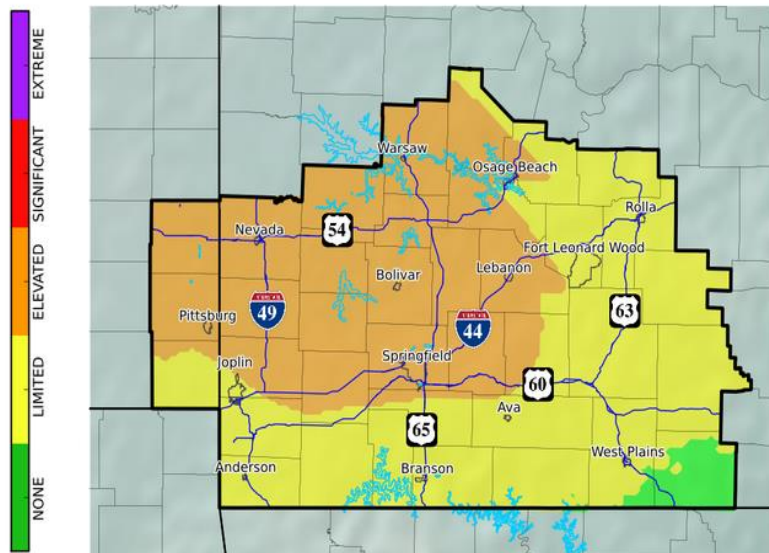 EXTREME
SIGNIFICANT
ELEVATED
LIMITED
NONE
Warsaw
Osage Beach
Rolla
54
Nevada
Fort Leonard Wood
Lebanon
Bolivar
49
Pittsburg
44
63
Joplin
Springfield
60
Ava
65
West Plains
Anderson
Branson